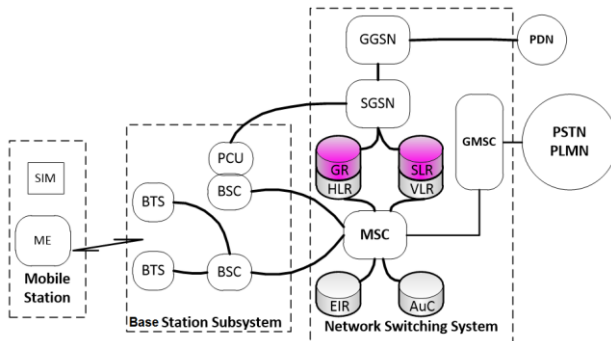 GGSN
PDN
SGSN
GMSC
PSTN
PLMN
PCU
BSC
GR
HLR
SLR
VLR
SIM
BTS
ME
MSC
BTS
BSC
Mobile
Station
EIR
AuC
Base Station Subsystem
Network Switching System